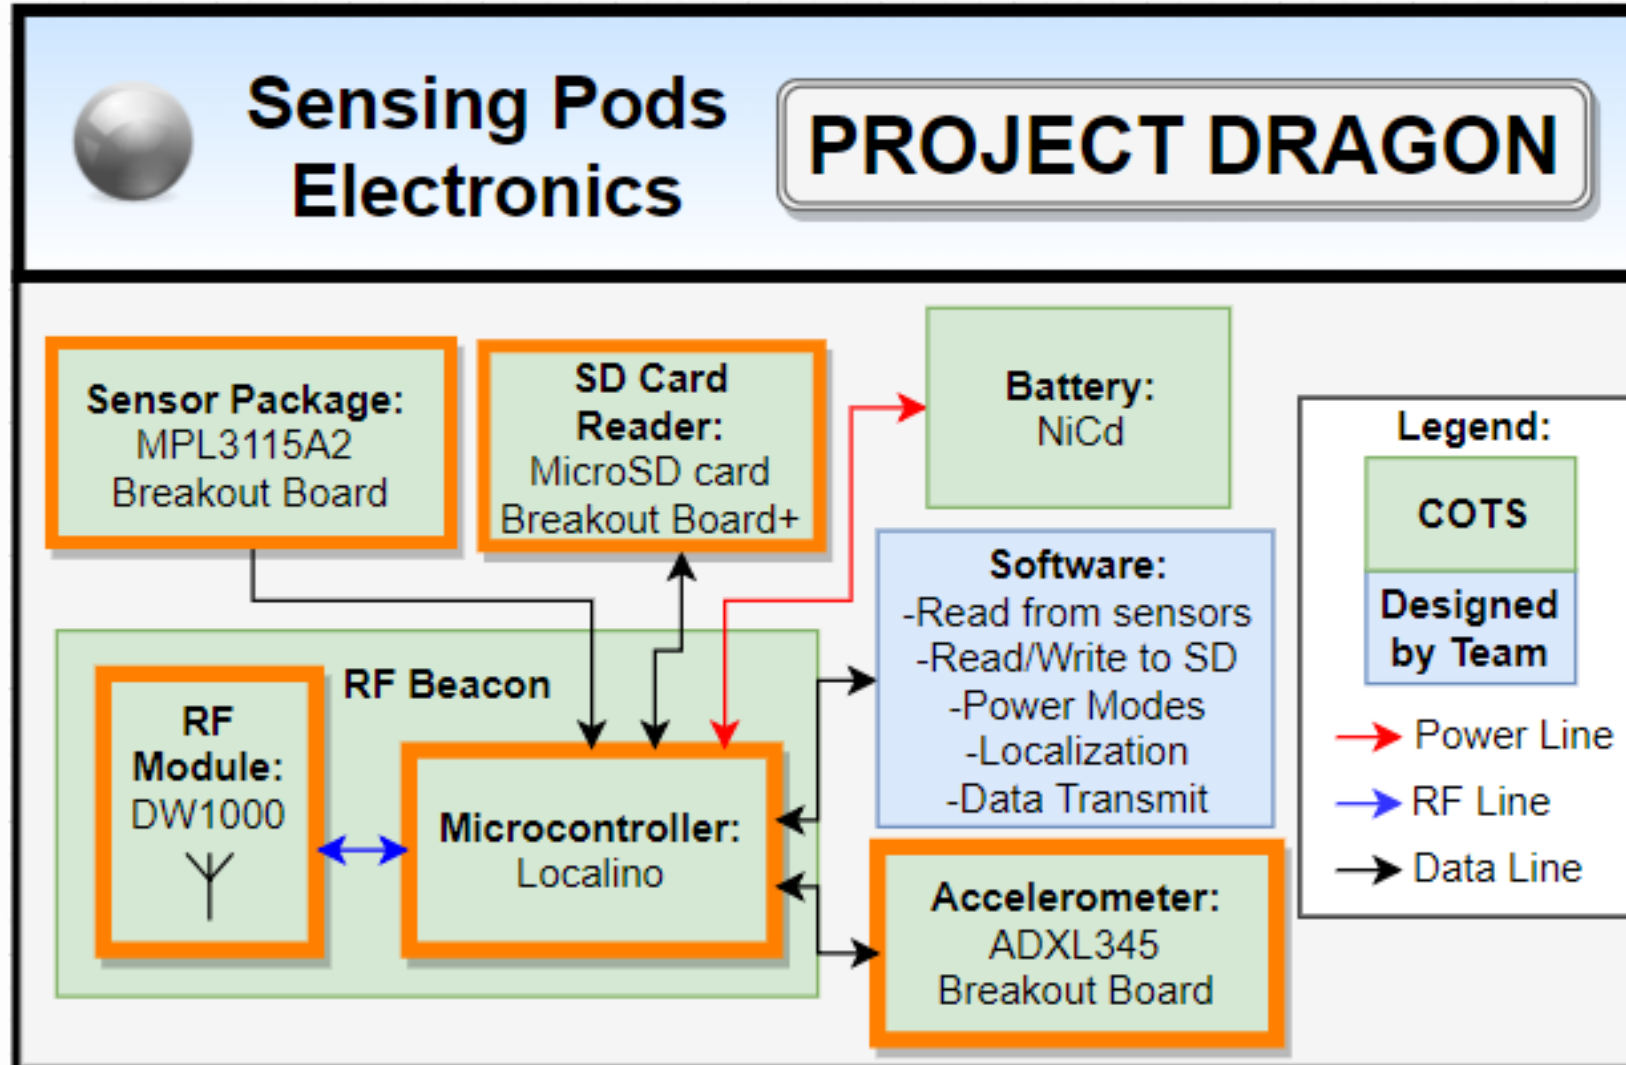 Sensing Pods
Electronics
PROJECT DRAGON
Sensor Package:
MPL3115A2
Breakout Board
SD Card
Reader:
MicroSD card
Breakout Board+
Battery:
NiCd
Software:
-Read from sensors
-Read/Write to SD
-Power Modes
-Localization
-Data Transmit
RF Beacon
RF
Module:
DW1000
Microcontroller:
Localino
Accelerometer:
ADXL345
Breakout Board
Legend:
COTS
Designed
by Team
Power Line
RF Line
Data Line